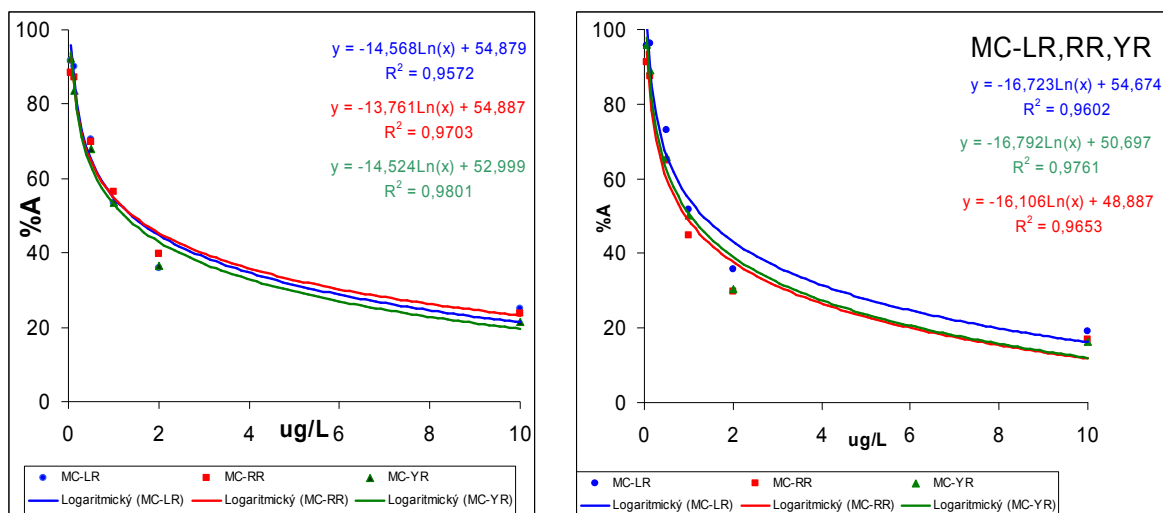 100
80
60
40
20
0
%A
y = -14,568Ln(x) + 54,879
R2 = 0,9572
y = -13,761Ln(x) + 54,887
R2 = 0,9703
y = -14,524Ln(x) + 52,999
R2 = 0,9801
0 2 4 6 8 10
ug/L
MC-LR MC-RR MC-YR
Logaritmický (MC-LR) Logaritmický (MC-RR) Logaritmický (MC-YR)
100
80
60
40
20
0
%A
MC-LR,RR,YR
y = -16,723Ln(x) + 54,674
R2 = 0,9602
y = -16,792Ln(x) + 50,697
R2 = 0,9761
y = -16,106Ln(x) + 48,887
R2 = 0,9653
0 2 4 6 8 10
ug/L
MC-LR MC-RR MC-YR
Logaritmický (MC-LR) Logaritmický (MC-RR) Logaritmický (MC-YR)